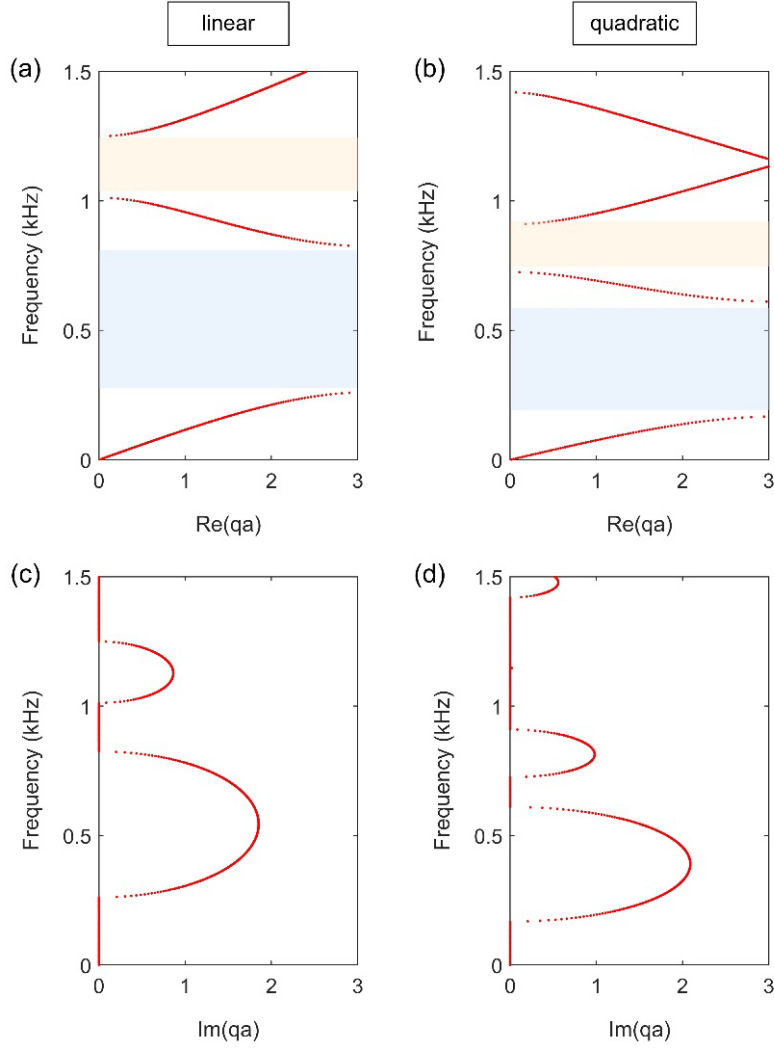 linear
quadratic
(a)
1.5
1
0.5
0
Frequency (kHz)
0 1 2 3
Re(qa)
(b)
1.5
1
0.5
0
Frequency (kHz)
0 1 2 3
Re(qa)
(c)
1.5
1
0.5
0
Frequency (kHz)
0 1 2 3
Im(qa)
(d)
1.5
1
0.5
0
Frequency (kHz)
0 1 2 3
Im(qa)